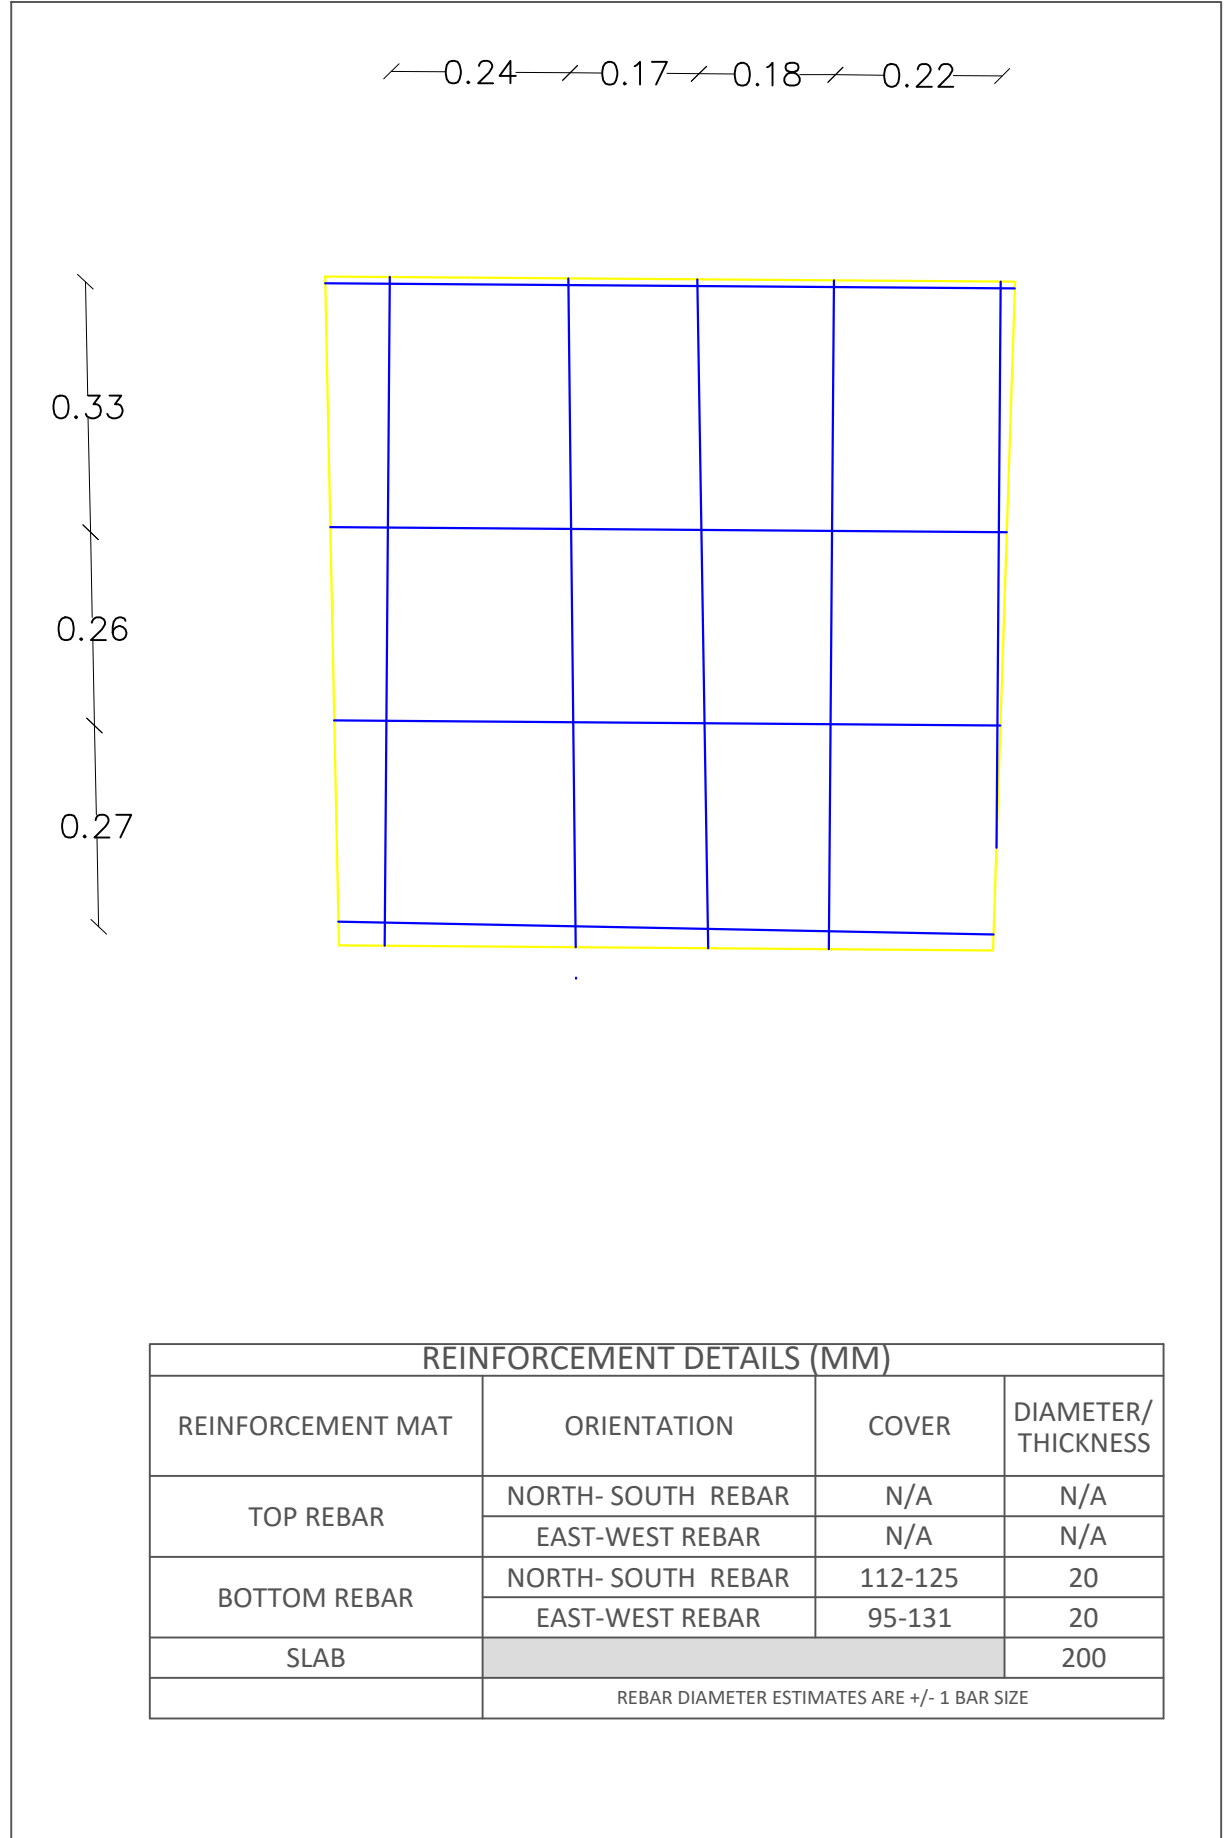 0.24 0.17 0.18 0.22
0.33
0.26
0.27
REINFORCEMENT DETAILS (MM)
REINFORCEMENT MAT ORIENTATION COVER DIAMETER/
THICKNESS
TOP REBAR
NORTH- SOUTH REBAR N/A N/A
EAST-WEST REBAR N/A N/A
BOTTOM REBAR
NORTH- SOUTH REBAR 112-125 20
EAST-WEST REBAR 95-131 20
SLAB 200
REBAR DIAMETER ESTIMATES ARE +/- 1 BAR SIZE